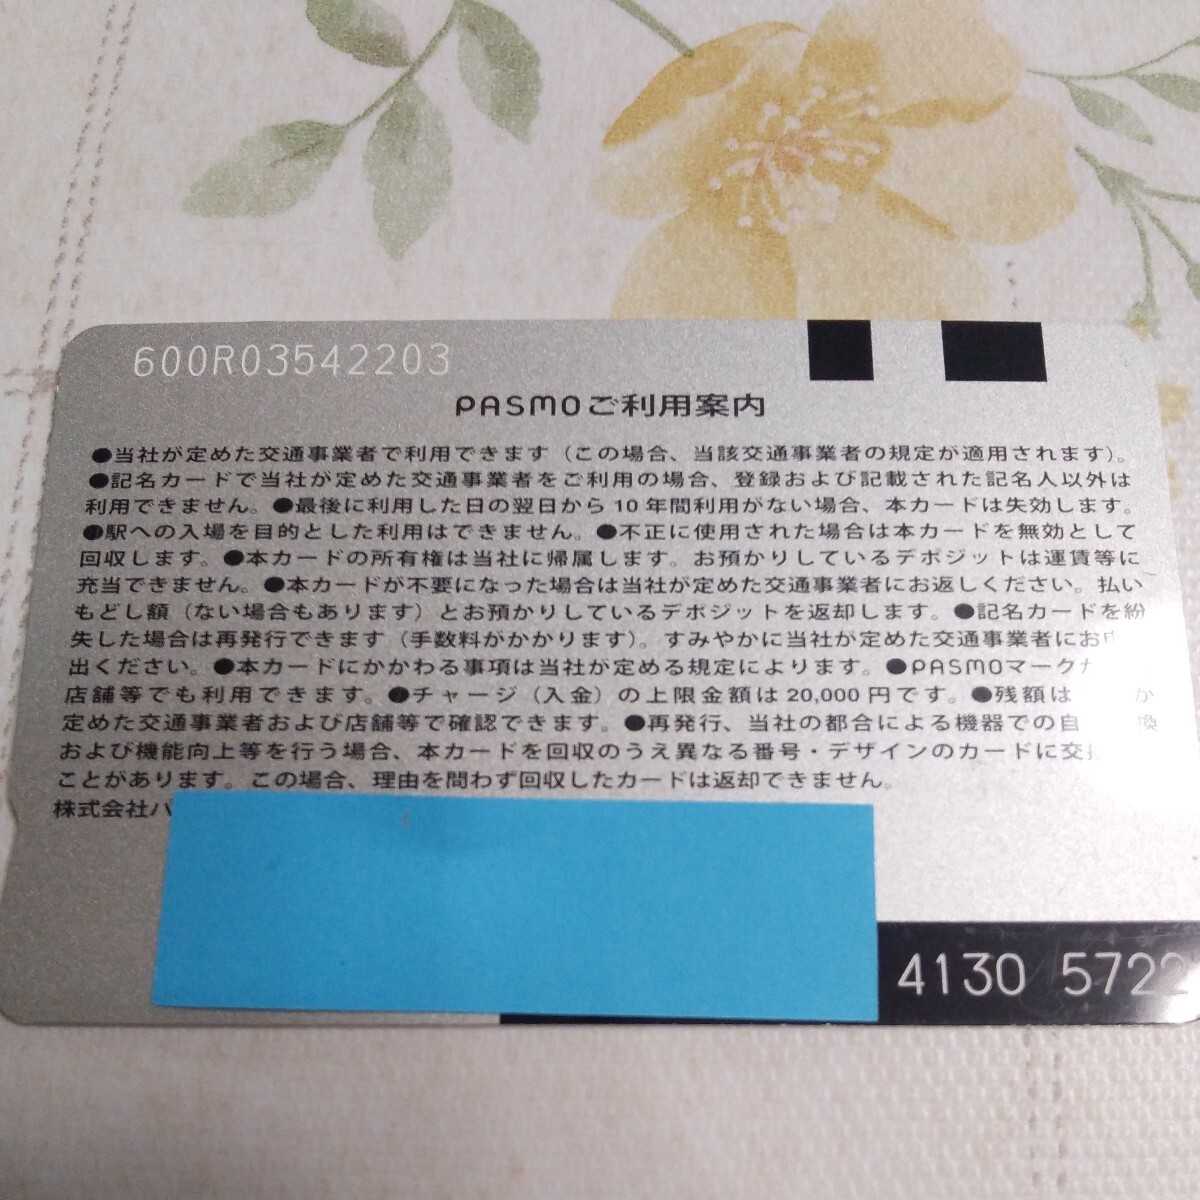 600R03542203
PASMOご利用案内
●当社が定めた交通事業者で利用できます（この場合、当該交通事業者の規定が適用されます）。
●記名カードで当社が定めた交通事業者をご利用の場合、登録および記載された記名人以外は
利用できません。●最後に利用した日の翌日から10年間利用がない場合、本カードは失効します。
●駅への入場を目的とした利用はできません。●不正に使用された場合は本カードを無効として
回収します。●本カードの所有権は当社に帰属します。お預かりしているデポジットは運賃等に
充当できません。●本カードが不要になった場合は当社が定めた交通事業者にお返しください。払い
もどし額（ない場合もあります）とお預かりしているデポジットを返却します。●記名カードを紛
失した場合は再発行できます（手数料がかかります）。すみやかに当社が定めた交通事業者にお申
出ください。●本カードにかかわる事項は当社が定める規定によります。●PASMOマークが
店舗等でも利用できます。●チャージ（入金）の上限金額は20,000円です。●残額は が
定めた交通事業者および店舗等で確認できます。●再発行、当社の都合による機器での自 換
および機能向上等を行う場合、本カードを回収のうえ異なる番号・デザインのカードに交換
ことがあります。この場合、理由を問わず回収したカードは返却できません。
株式会社パ
4130 5722